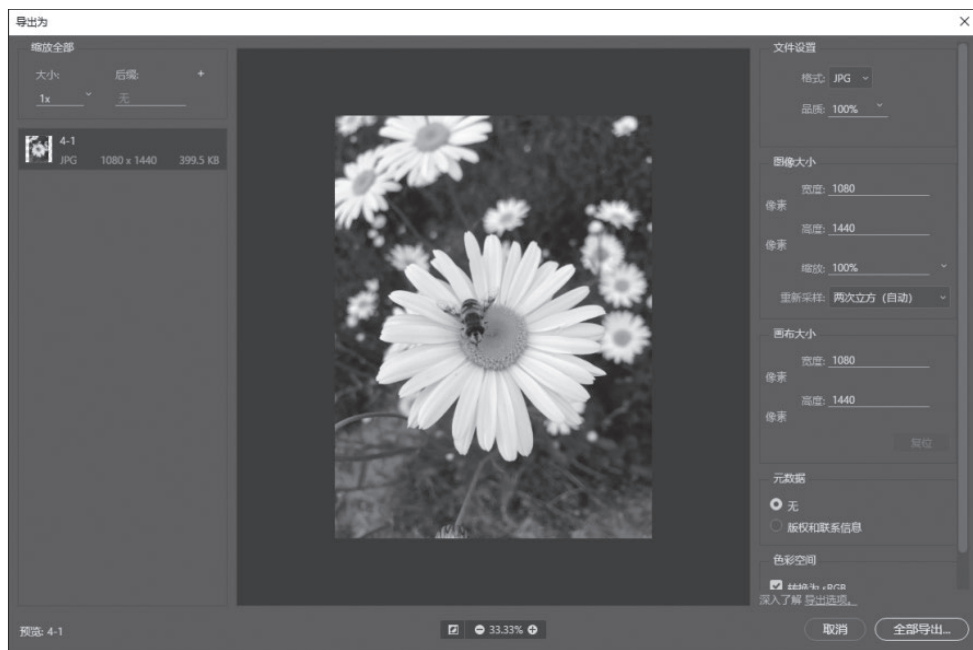 导出为
缩放全部
大小: 后缀: +
1x 无
4-1
JPG 1080 x 1440 399.5 KB
文件设置
格式: JPG
品质: 100%
图像大小
宽度: 1080
像素
高度: 1440
像素
缩放: 100%
重新采样: 两次立方（自动）
画布大小
宽度: 1080
像素
高度: 1440
像素
复位
元数据
无
版权和联系信息
色彩空间
转换为 sRGB
深入了解 导出选项。
预览: 4-1
33.33%
取消
全部导出...